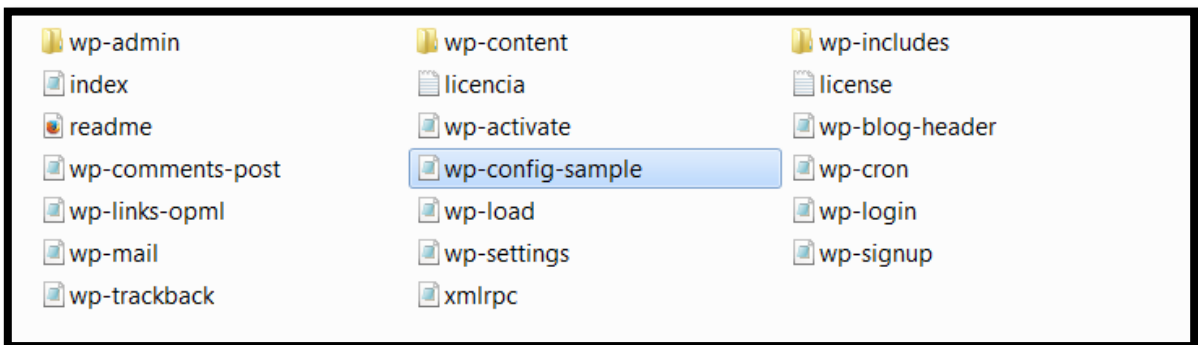 wp-admin wp-content wp-includes
index licencia license
readme wp-activate wp-blog-header
wp-comments-post wp-config-sample wp-cron
wp-links-opml wp-load wp-login
wp-mail wp-settings wp-signup
wp-trackback xmlrpc